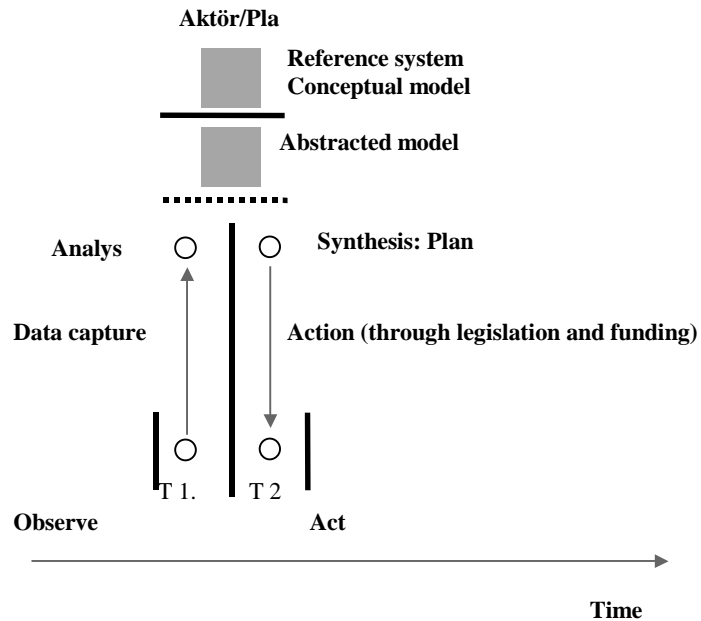 Aktör/Pla
Reference system
Conceptual model
Abstracted model
Analys
Synthesis: Plan
Data capture
Action (through legislation and funding)
T 1.
T 2
Observe
Act
Time